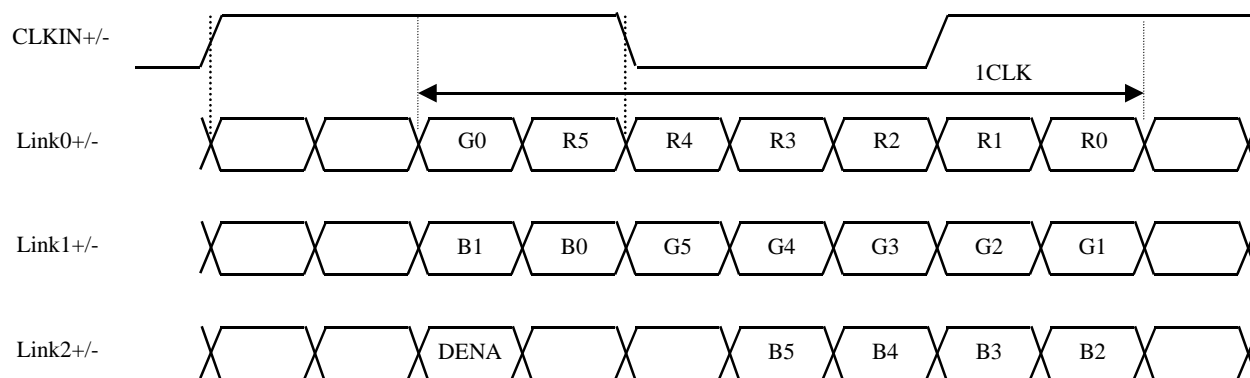 CLKIN+/-
1CLK
Link0+/- G0 R5 R4 R3 R2 R1 R0
Link1+/- B1 B0 G5 G4 G3 G2 G1
Link2+/- DENA B5 B4 B3 B2